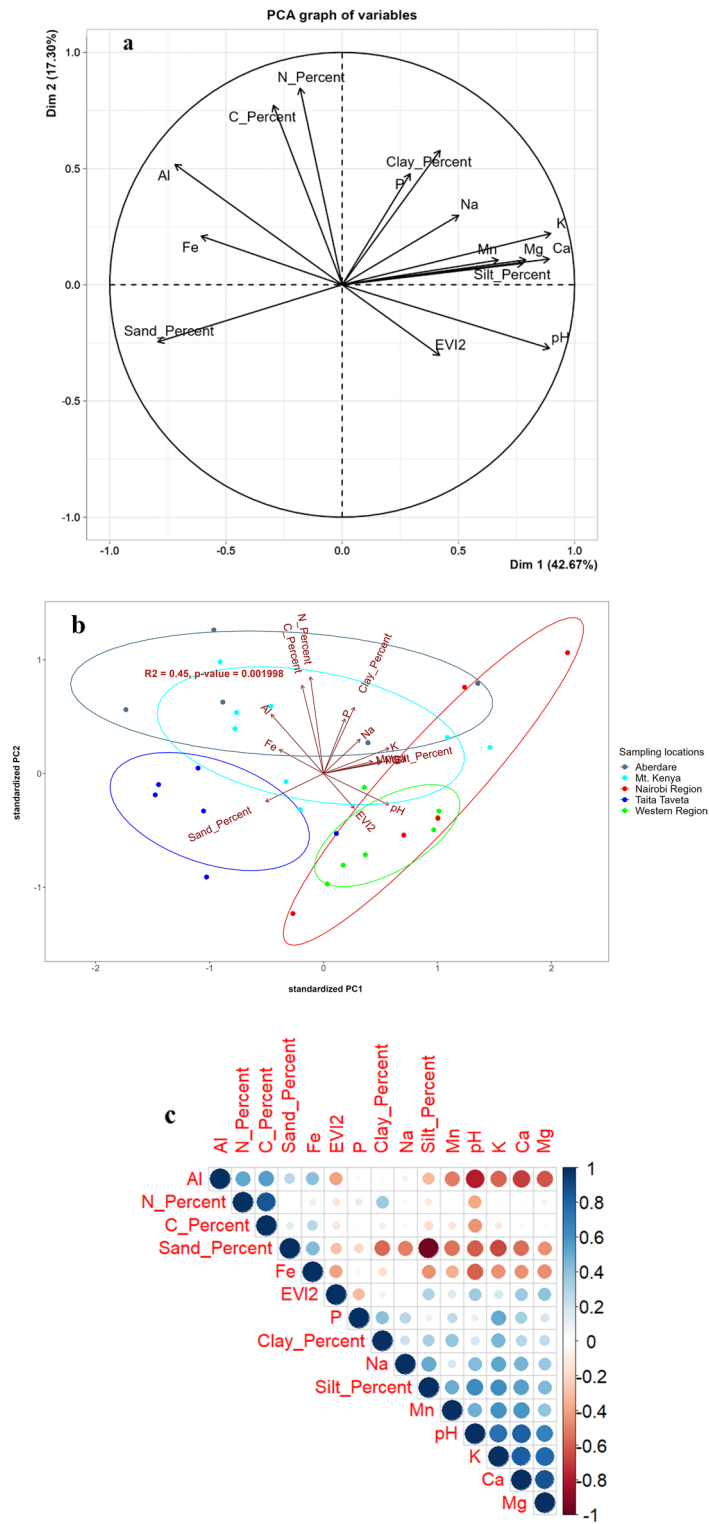 PCA graph of variables
a
Dim 2 (17.30%)
1.0
0.5
0.0
-0.5
-1.0
N_Percent
C_Percent
Clay_Percent
Al
P
Na
K
Fe
Mn
Mg
Ca
Silt_Percent
Sand_Percent
pH
EVI2
-1.0
-0.5
0.0
0.5
1.0
Dim 1 (42.67%)
b
standardized PC2
1
0
-1
R2 = 0.45, p-value = 0.001998
N_Percent
C_Percent
Clay_Percent
Al
P
Na
Fe
K
Silt_Percent
Sand_Percent
pH
EVI2
-2
-1
0
1
2
standardized PC1
Sampling locations
Aberdare
Mt. Kenya
Nairobi Region
Taita Taveta
Western Region
c
Al
N_Percent
C_Percent
Sand_Percent
Fe
EVI2
P
Clay_Percent
Na
Silt_Percent
Mn
pH
K
Ca
Mg
Al
N_Percent
C_Percent
Sand_Percent
Fe
EVI2
P
Clay_Percent
Na
Silt_Percent
Mn
pH
K
Ca
Mg
1
0.8
0.6
0.4
0.2
0
-0.2
-0.4
-0.6
-0.8
-1